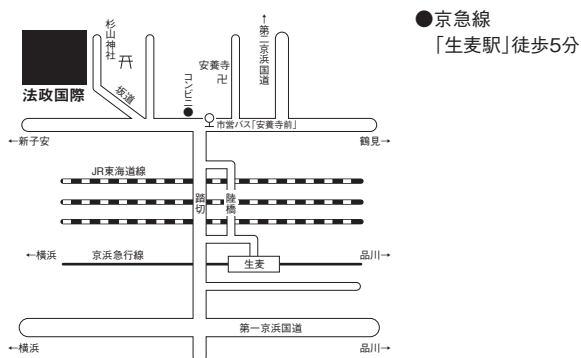 ●京急線
「生麦駅」徒歩5分
←第二京浜国道
杉山神社
安養寺
卍
コンビニ
坂道
法政国際
市営バス「安養寺前」
←新子安
鶴見→
JR東海道線
踏切
陸橋
←横浜
京浜急行線
生麦
品川→
第一京浜国道
←横浜
品川→